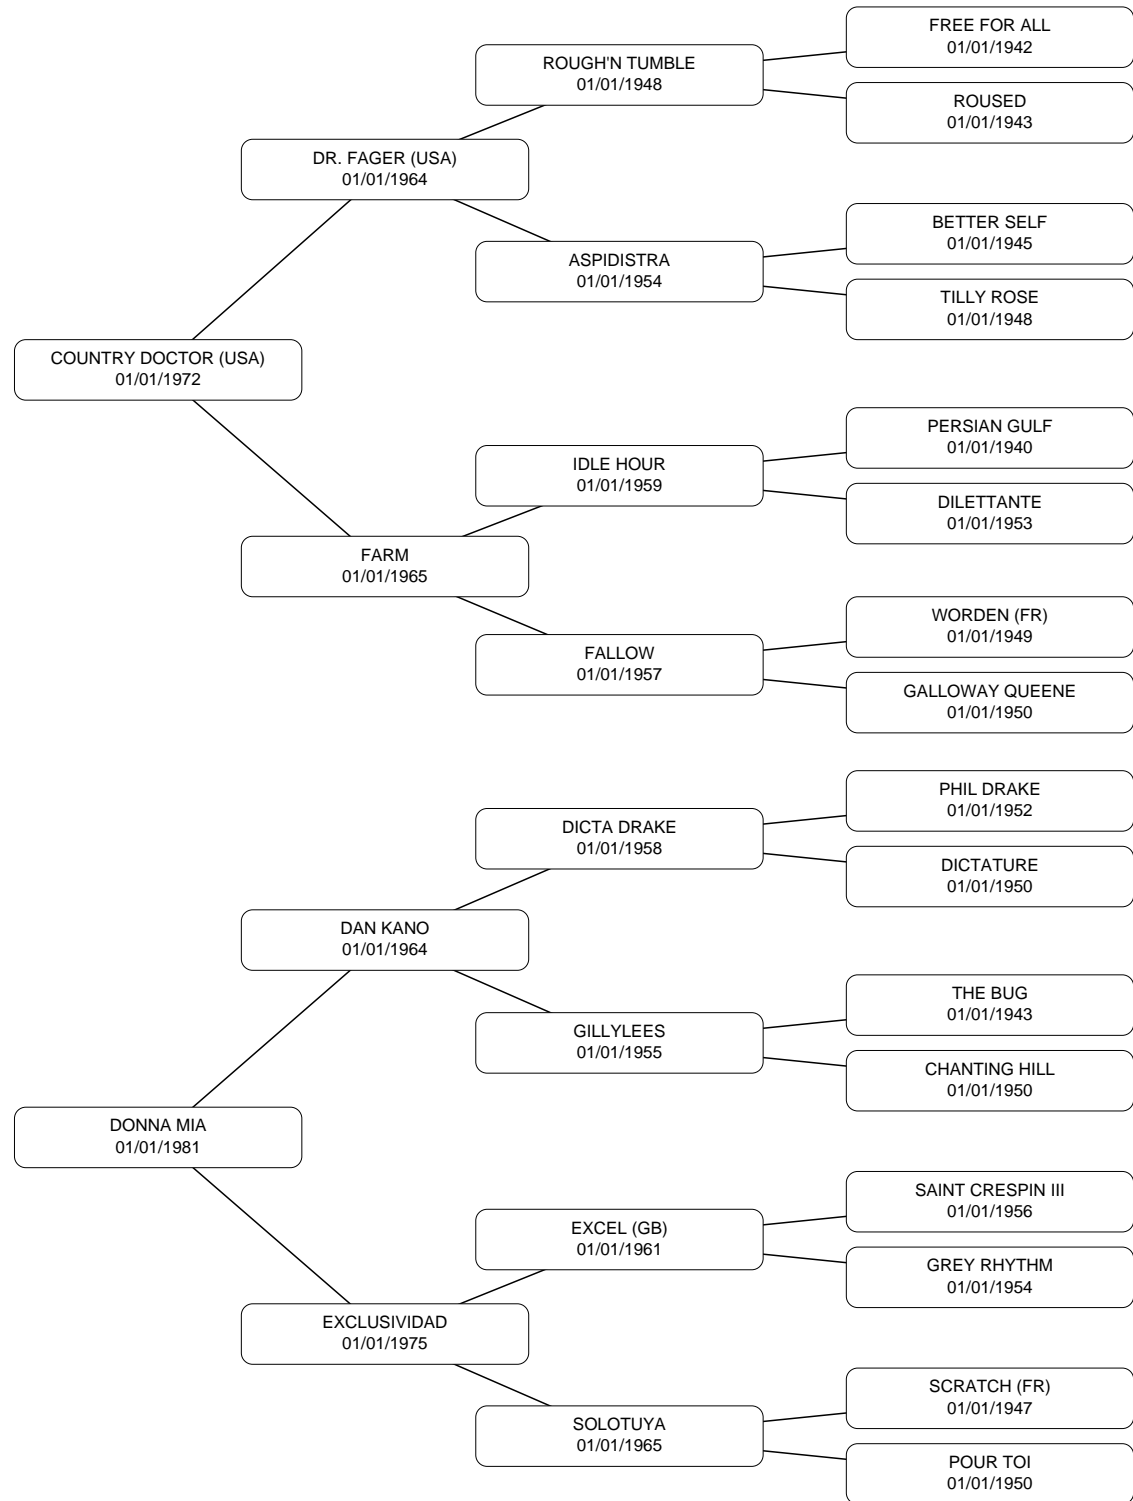 FREE FOR ALL
01/01/1942
ROUGH'N TUMBLE
01/01/1948
ROUSED
01/01/1943
DR. FAGER (USA)
01/01/1964
BETTER SELF
01/01/1945
ASPIDISTRA
01/01/1954
TILLY ROSE
01/01/1948
COUNTRY DOCTOR (USA)
01/01/1972
PERSIAN GULF
01/01/1940
IDLE HOUR
01/01/1959
DILETTANTE
01/01/1953
FARM
01/01/1965
WORDEN (FR)
01/01/1949
FALLOW
01/01/1957
GALLOWAY QUEENE
01/01/1950
PHIL DRAKE
01/01/1952
DICTA DRAKE
01/01/1958
DICTATURE
01/01/1950
DAN KANO
01/01/1964
THE BUG
01/01/1943
GILLYLEES
01/01/1955
CHANTING HILL
01/01/1950
DONNA MIA
01/01/1981
SAINT CRESPIN III
01/01/1956
EXCEL (GB)
01/01/1961
GREY RHYTHM
01/01/1954
EXCLUSIVIDAD
01/01/1975
SCRATCH (FR)
01/01/1947
SOLOTUYA
01/01/1965
POUR TOI
01/01/1950